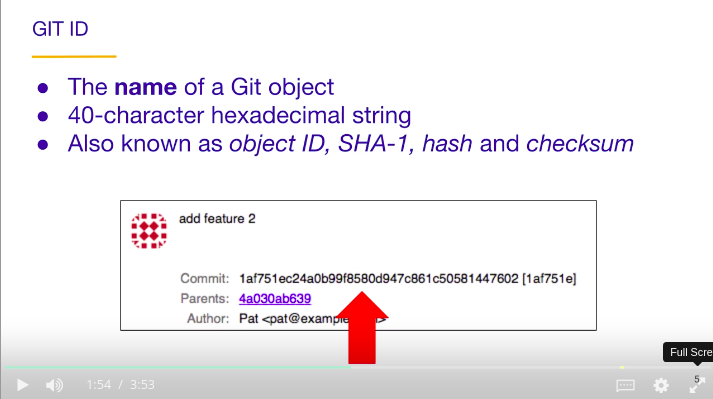 GIT ID
● The name of a Git object
● 40-character hexadecimal string
● Also known as object ID, SHA-1, hash and checksum
add feature 2
Commit: 1af751ec24a0b99f8580d947c861c50581447602 [1af751e]
Parents: 4a030ab639
Author: Pat <pat@example
Full Scre
1:54 / 3:53
5